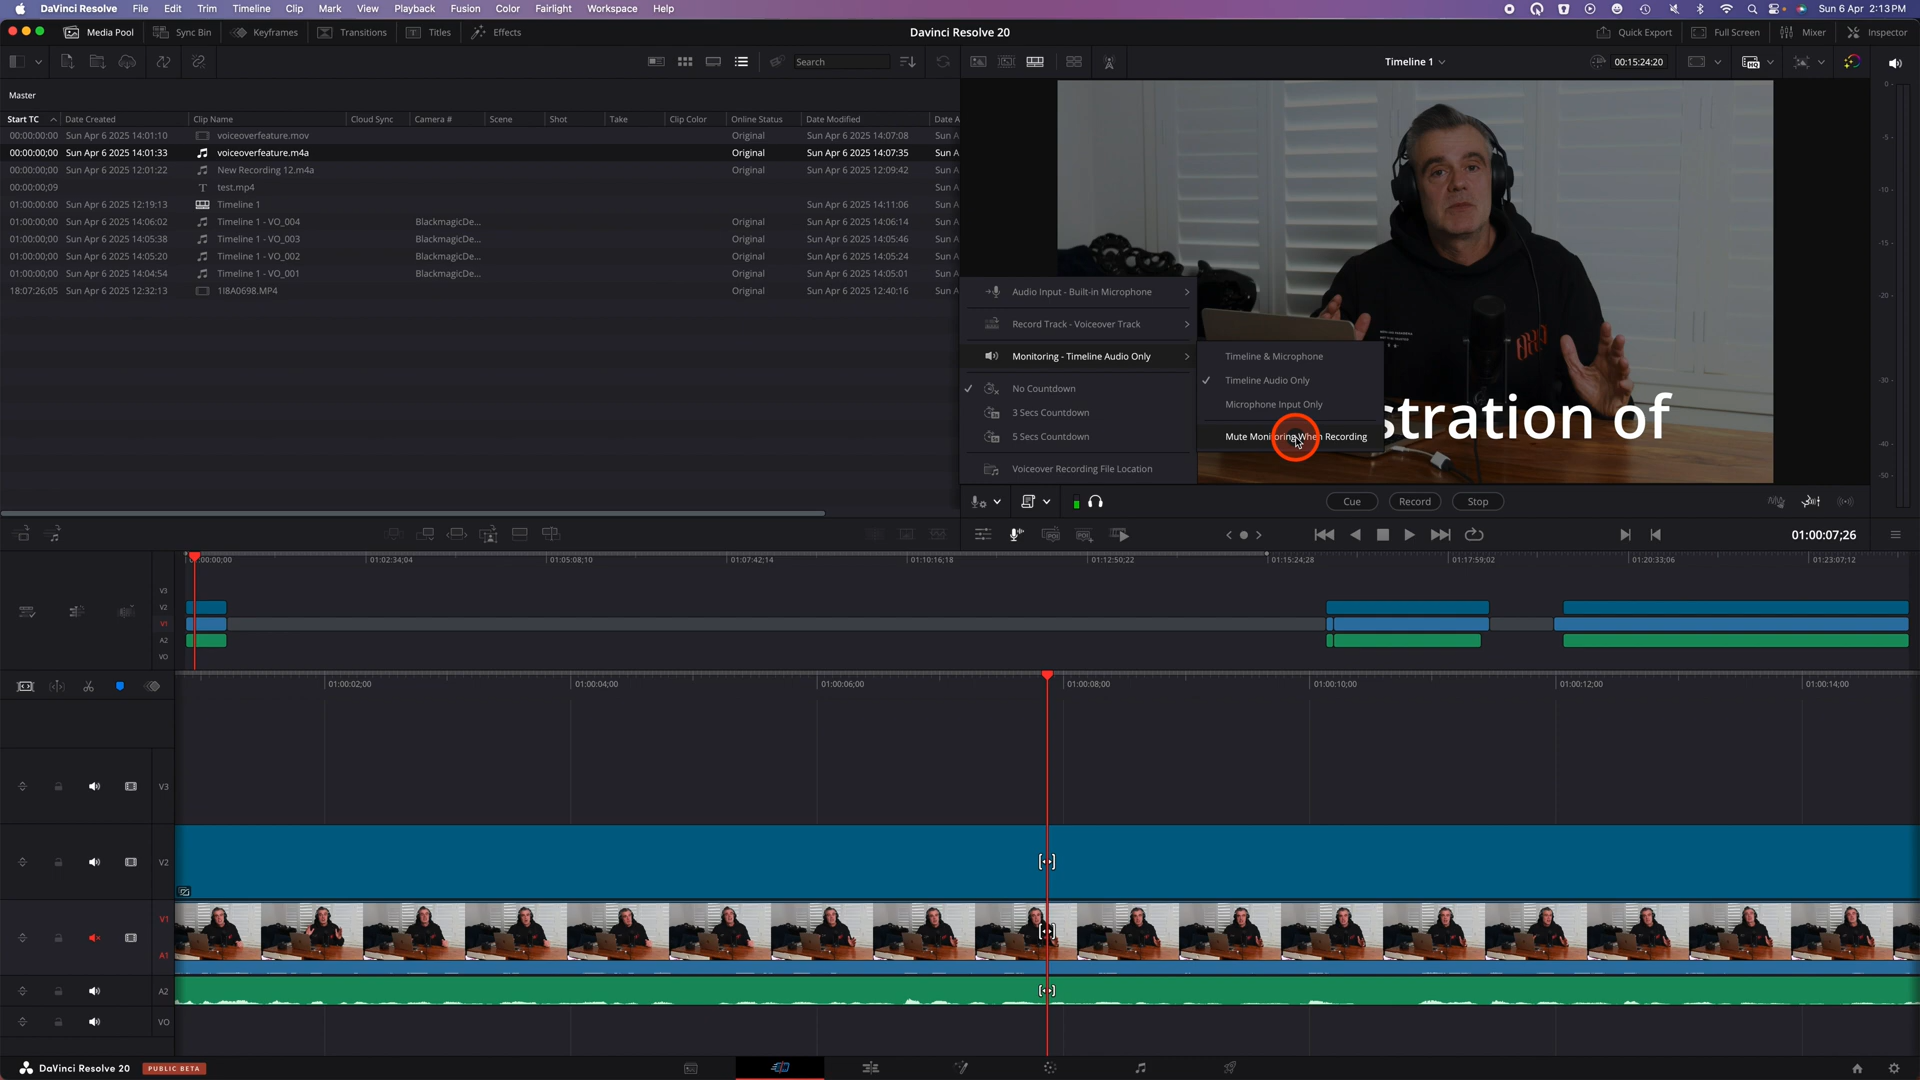 DaVinci Resolve File Edit Trim Timeline Clip Mark View Playback Fusion Color Fairlight Workspace Help Sun 6 Apr 2:13 PM
Media Pool Sync Bin Keyframes Transitions Titles Effects Davinci Resolve 20 Quick Export Full Screen Mixer Inspector
Search Timeline 1 00:15:24:20
Master
Start TC Date Created Clip Name Cloud Sync Camera # Scene Shot Take Clip Color Online Status Date Modified Date A
00:00:00:00 Sun Apr 6 2025 14:01:10 voiceoverfeature.mov Original Sun Apr 6 2025 14:07:08 Sun A
00:00:00;00 Sun Apr 6 2025 14:01:33 voiceoverfeature.m4a Original Sun Apr 6 2025 14:07:35 Sun A
00:00:00;00 Sun Apr 6 2025 12:01:22 New Recording 12.m4a Original Sun Apr 6 2025 12:09:42 Sun A
00:00:00;09 test.mp4 Sun A
01:00:00:00 Sun Apr 6 2025 12:19:13 Timeline 1 Sun Apr 6 2025 14:11:06 Sun A
01:00:00:00 Sun Apr 6 2025 14:06:02 Timeline 1 - VO_004 BlackmagicDe... Original Sun Apr 6 2025 14:06:14 Sun A
01:00:00:00 Sun Apr 6 2025 14:05:38 Timeline 1 - VO_003 BlackmagicDe... Original Sun Apr 6 2025 14:05:46 Sun A
01:00:00:00 Sun Apr 6 2025 14:05:20 Timeline 1 - VO_002 BlackmagicDe... Original Sun Apr 6 2025 14:05:24 Sun A
01:00:00:00 Sun Apr 6 2025 14:04:54 Timeline 1 - VO_001 BlackmagicDe... Original Sun Apr 6 2025 14:05:01 Sun A
18:07:26;05 Sun Apr 6 2025 12:32:13 1I8A0698.MP4 Original Sun Apr 6 2025 12:40:16 Sun A
0
-5
-10
-15
-20
-30
-40
-50
Audio Input - Built-in Microphone
Record Track - Voiceover Track
Monitoring - Timeline Audio Only
No Countdown
3 Secs Countdown
5 Secs Countdown
Voiceover Recording File Location
Timeline & Microphone
Timeline Audio Only
Microphone Input Only
Mute Monitoring When Recording
stration of
Cue Record Stop
01:00:07;26
01:02:34;04 01:05:08;10 01:07:42;14 01:10:16;18 01:12:50;22 01:15:24;28 01:17:59;02 01:20:33;06 01:23:07;12
V3
V2
V1
A2
VO
01:00:02;00 01:00:04;00 01:00:06;00 01:00:08;00 01:00:10;00 01:00:12;00 01:00:14;00
V3
V2
V1
A1
A2
VO
DaVinci Resolve 20 PUBLIC BETA